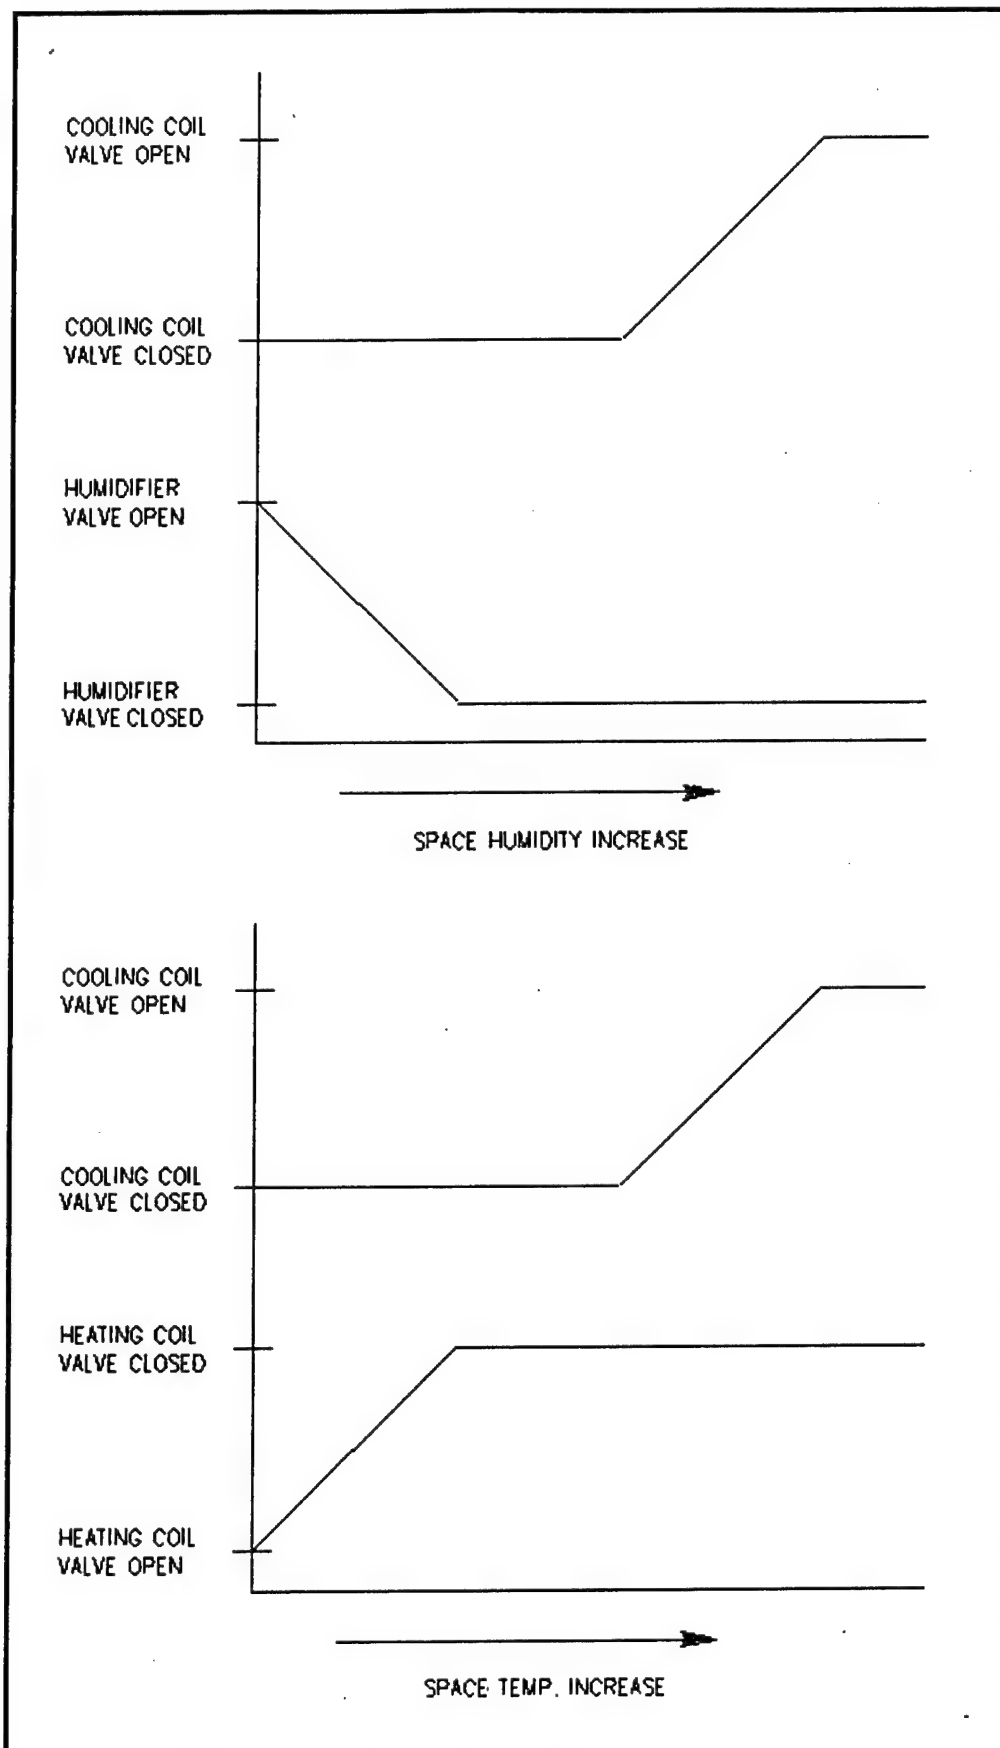 COOLING COIL
VALVE OPEN
COOLING COIL
VALVE CLOSED
HUMIDIFIER
VALVE OPEN
HUMIDIFIER
VALVE CLOSED
SPACE HUMIDITY INCREASE
COOLING COIL
VALVE OPEN
COOLING COIL
VALVE CLOSED
HEATING COIL
VALVE CLOSED
HEATING COIL
VALVE OPEN
SPACE TEMP. INCREASE